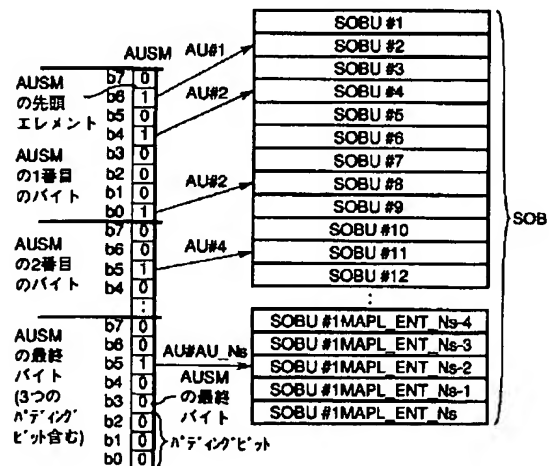 AUSM
AUSM
の先頭
エレメント
AUSM
の1番目
のバイト
b7 0
b6 1
b5 0
b4 1
b3 0
b2 0
b1 0
b0 1
AUSM
の2番目
のバイト
b7 0
b6 0
b5 1
b4 0
:
AUSM
の最終
バイト
(3つの
パディング
ビット含む)
b7 0
b6 0
b5 1
b4 0
b3 0
b2 0
b1 0
b0 0
AU#1
AU#2
AU#2
AU#4
AU#AU_Ns
AUSM
の最終
バイト
パディングビット
SOBU #1
SOBU #2
SOBU #3
SOBU #4
SOBU #5
SOBU #6
SOBU #7
SOBU #8
SOBU #9
SOBU #10
SOBU #11
SOBU #12
:
SOBU #1MAPL_ENT_Ns-4
SOBU #1MAPL_ENT_Ns-3
SOBU #1MAPL_ENT_Ns-2
SOBU #1MAPL_ENT_Ns-1
SOBU #1MAPL_ENT_Ns
SOB